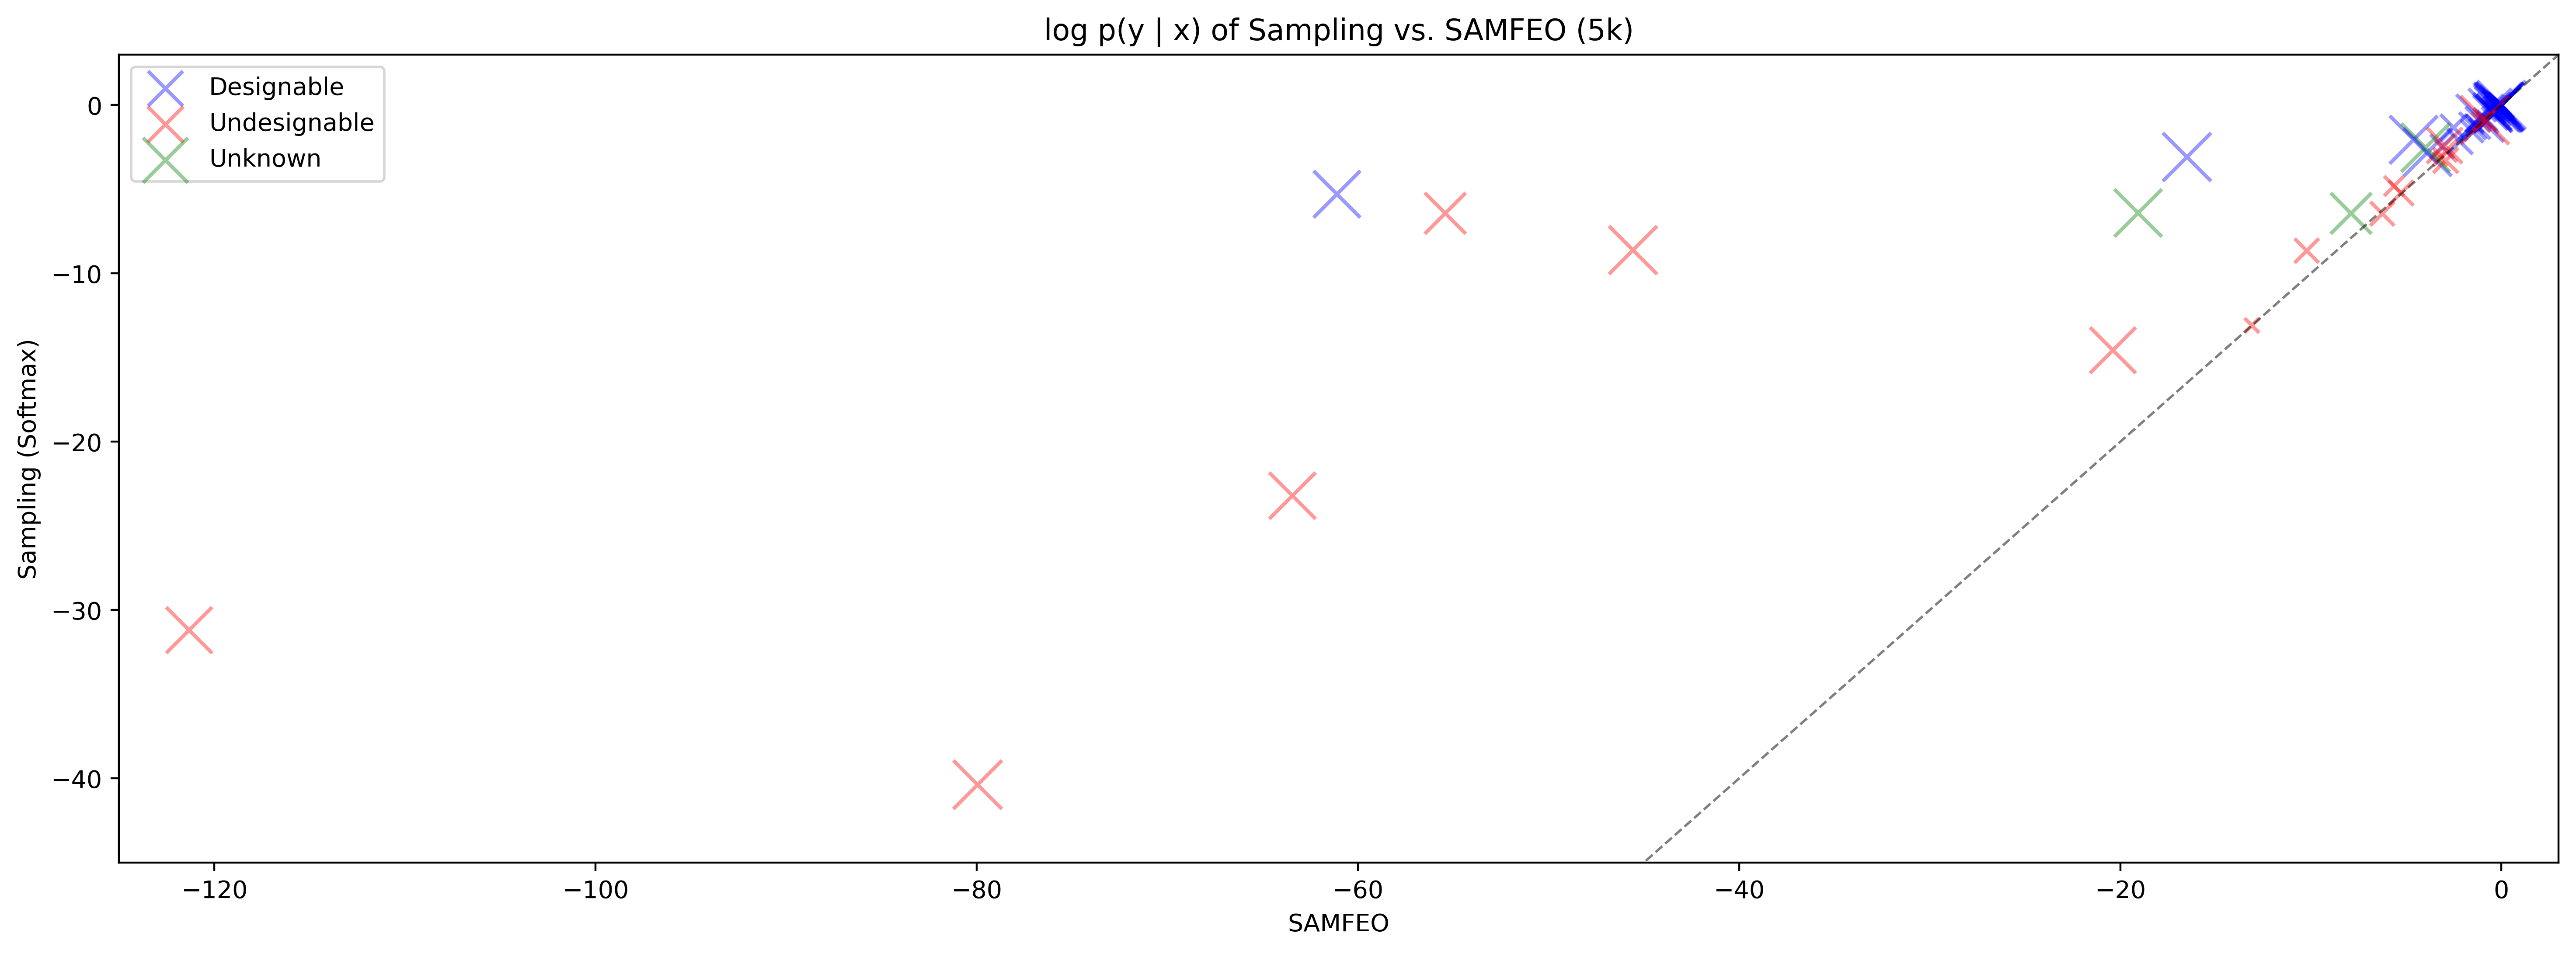 log p(y | x) of Sampling vs. SAMFEO (5k)
Designable
Undesignable
Unknown
Sampling (Softmax)
0
−10
−20
−30
−40
−120
−100
−80
−60
−40
−20
0
SAMFEO